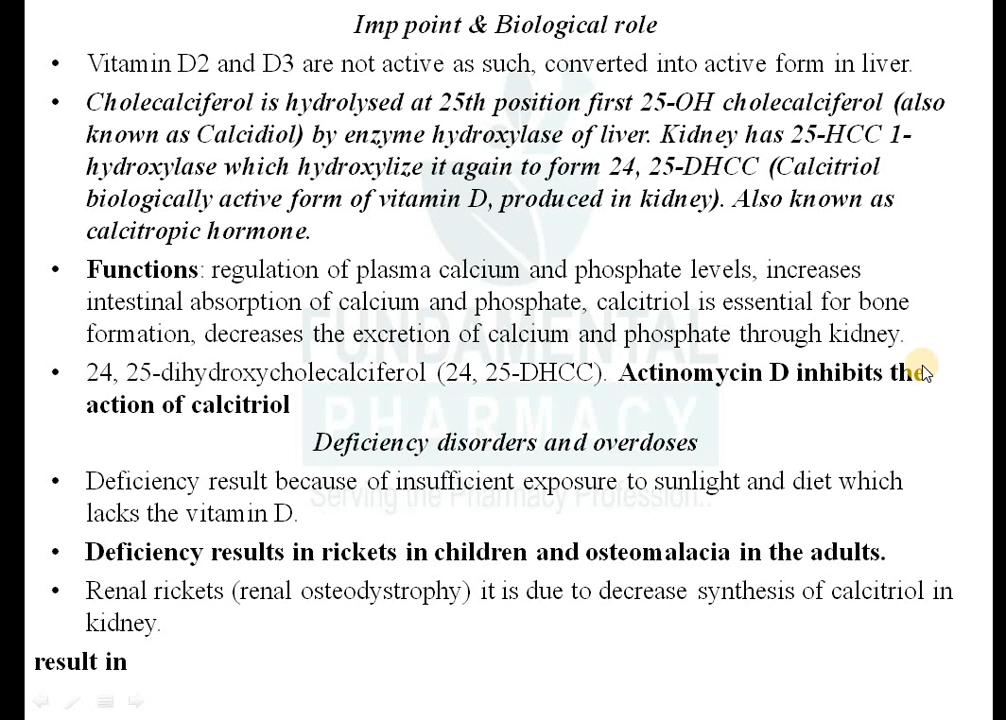 Imp point & Biological role
• Vitamin D2 and D3 are not active as such, converted into active form in liver.
• Cholecalciferol is hydrolysed at 25th position first 25-OH cholecalciferol (also
known as Calcidiol) by enzyme hydroxylase of liver. Kidney has 25-HCC 1-
hydroxylase which hydroxylize it again to form 24, 25-DHCC (Calcitriol
biologically active form of vitamin D, produced in kidney). Also known as
calcitropic hormone.
• Functions: regulation of plasma calcium and phosphate levels, increases
intestinal absorption of calcium and phosphate, calcitriol is essential for bone
formation, decreases the excretion of calcium and phosphate through kidney.
FUNDAMENTAL
• 24, 25-dihydroxycholecalciferol (24, 25-DHCC). Actinomycin D inhibits the
action of calcitriol
PHARMACY
Deficiency disorders and overdoses
• Deficiency result because of insufficient exposure to sunlight and diet which
Serving the Pharmacy Profession..
lacks the vitamin D.
• Deficiency results in rickets in children and osteomalacia in the adults.
• Renal rickets (renal osteodystrophy) it is due to decrease synthesis of calcitriol in
kidney.
result in